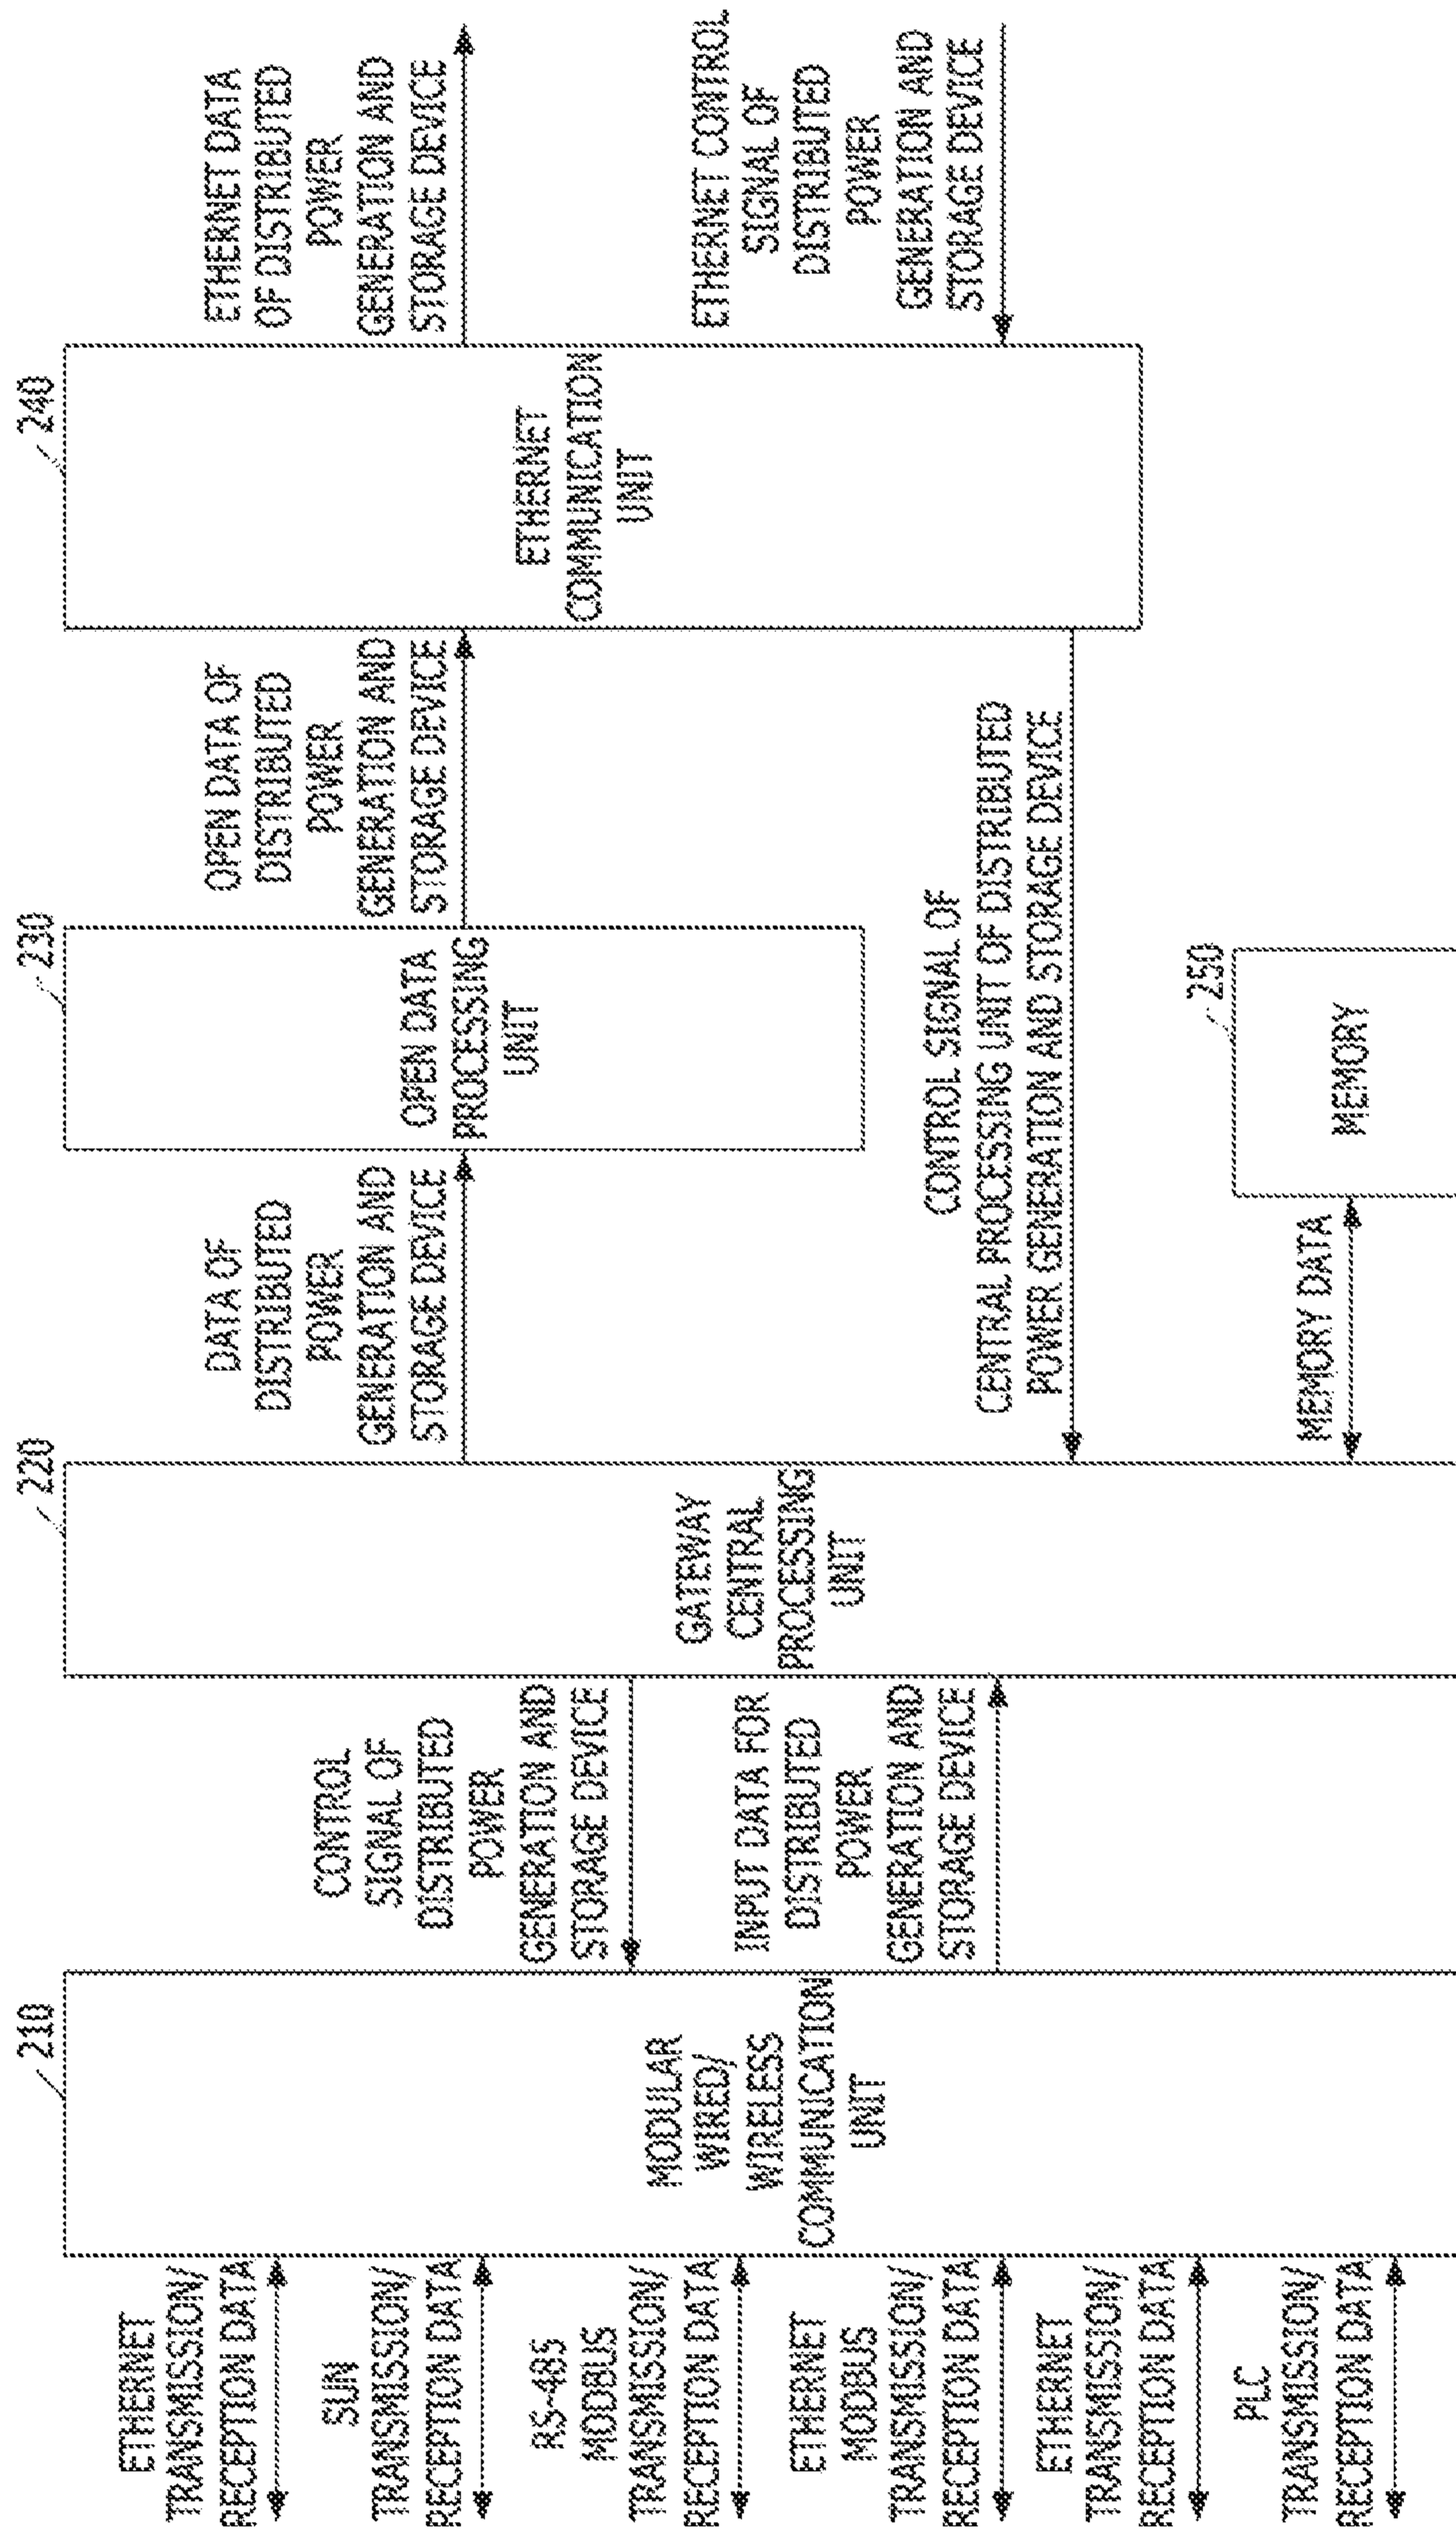 210
220
230
240
250
ETHERNET
TRANSMISSION/
RECEPTION DATA
SUN
TRANSMISSION/
RECEPTION DATA
RS-485
MODBUS
TRANSMISSION/
RECEPTION DATA
ETHERNET
MODBUS
TRANSMISSION/
RECEPTION DATA
ETHERNET
TRANSMISSION/
RECEPTION DATA
PLC
TRANSMISSION/
RECEPTION DATA
MODULAR
WIRED/
WIRELESS
COMMUNICATION
UNIT
CONTROL
SIGNAL OF
DISTRIBUTED
POWER
GENERATION AND
STORAGE DEVICE
INPUT DATA FOR
DISTRIBUTED
POWER
GENERATION AND
STORAGE DEVICE
GATEWAY
CENTRAL
PROCESSING
UNIT
DATA OF
DISTRIBUTED
POWER
GENERATION AND
STORAGE DEVICE
OPEN DATA
PROCESSING
UNIT
OPEN DATA OF
DISTRIBUTED
POWER
GENERATION AND
STORAGE DEVICE
CONTROL SIGNAL OF
CENTRAL PROCESSING UNIT OF DISTRIBUTED
POWER GENERATION AND STORAGE DEVICE
MEMORY DATA
MEMORY
ETHERNET
COMMUNICATION
UNIT
ETHERNET DATA
OF DISTRIBUTED
POWER
GENERATION AND
STORAGE DEVICE
ETHERNET CONTROL
SIGNAL OF
DISTRIBUTED
POWER
GENERATION AND
STORAGE DEVICE